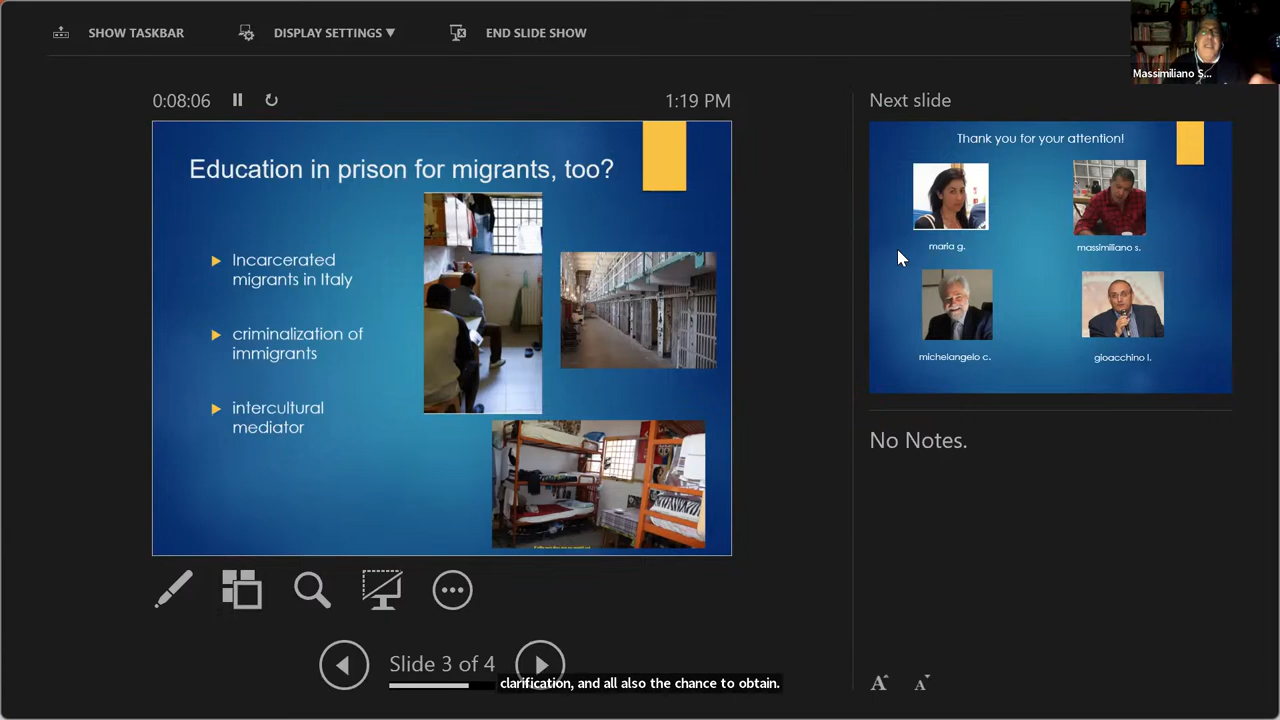 SHOW TASKBAR
DISPLAY SETTINGS ▼
END SLIDE SHOW
Massimiliano S...
0:08:06
1:19 PM
Education in prison for migrants, too?
Incarcerated
migrants in Italy
criminalization of
immigrants
intercultural
mediator
Next slide
Thank you for your attention!
maria g.
massimiliano s.
michelangelo c.
gioacchino l.
No Notes.
Slide 3 of 4
clarification, and all also the chance to obtain.
A
A